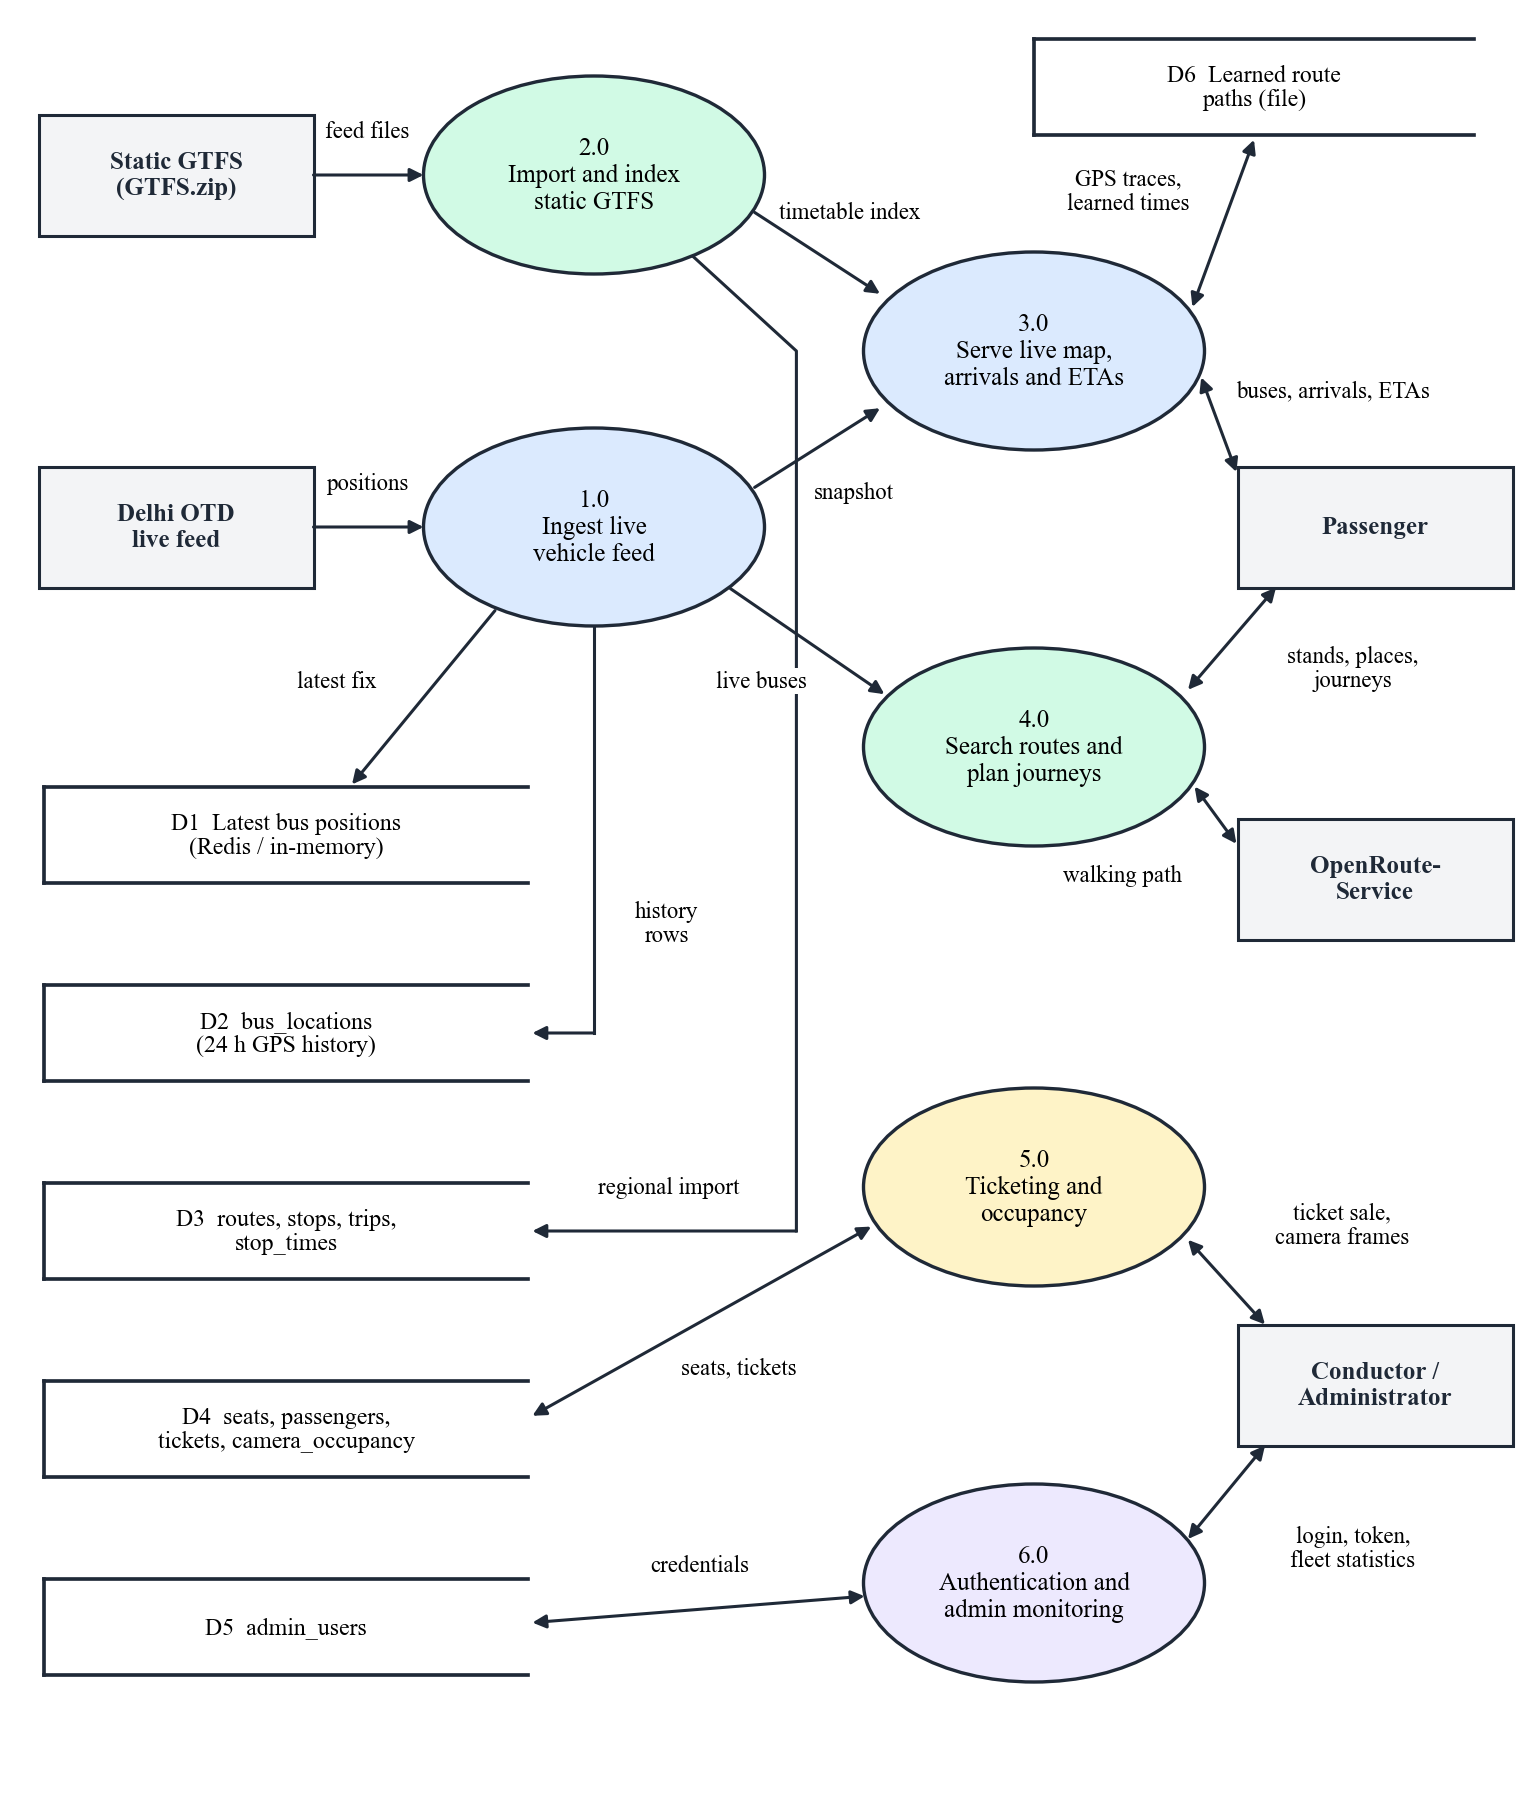 D6  Learned route
paths (file)
feed files
2.0
Import and index
static GTFS
Static GTFS
(GTFS.zip)
GPS traces,
learned times
timetable index
3.0
Serve live map,
arrivals and ETAs
buses, arrivals, ETAs
positions
1.0
Ingest live
vehicle feed
snapshot
Delhi OTD
live feed
Passenger
latest fix
live buses
stands, places,
journeys
4.0
Search routes and
plan journeys
D1  Latest bus positions
(Redis / in-memory)
walking path
OpenRoute-
Service
history
rows
D2  bus_locations
(24 h GPS history)
5.0
Ticketing and
occupancy
regional import
D3  routes, stops, trips,
stop_times
ticket sale,
camera frames
seats, tickets
Conductor /
Administrator
D4  seats, passengers,
tickets, camera_occupancy
credentials
6.0
Authentication and
admin monitoring
login, token,
fleet statistics
D5  admin_users